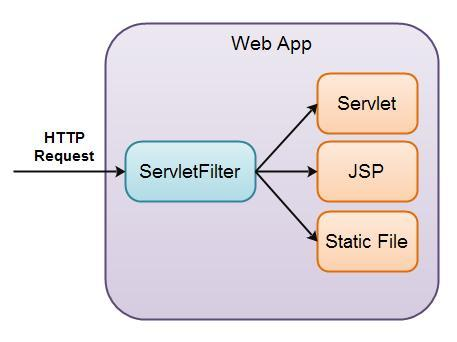 Web App
HTTP
Request
ServletFilter
Servlet
JSP
Static File